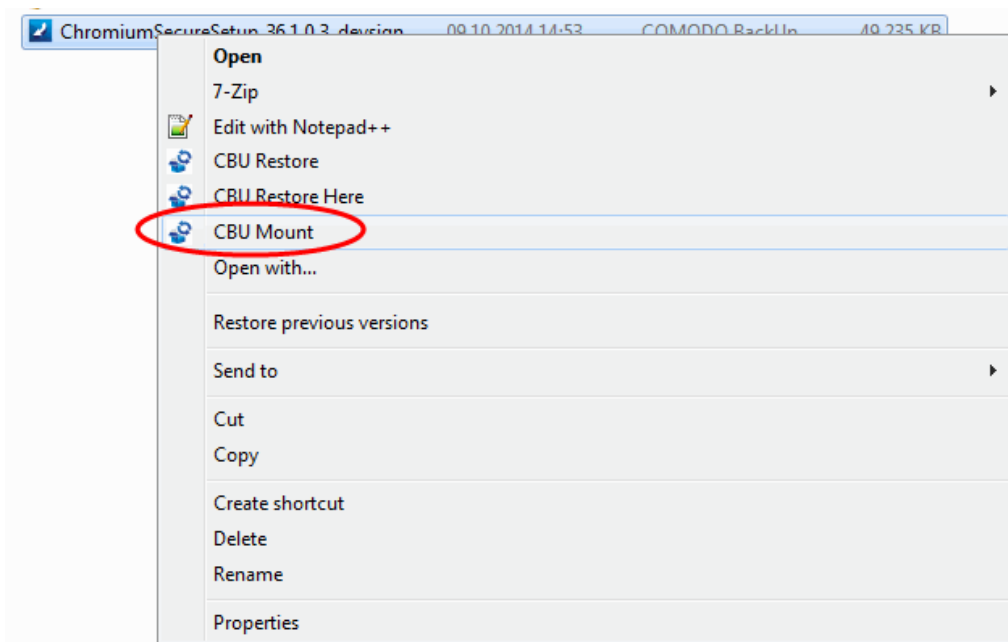 ChromiumSecureSetup_36.1.0.3_devsign 09.10.2014 14:53 COMODO BackUp 49 235 KB
Open
7-Zip
Edit with Notepad++
CBU Restore
CBU Restore Here
CBU Mount
Open with...
Restore previous versions
Send to
Cut
Copy
Create shortcut
Delete
Rename
Properties